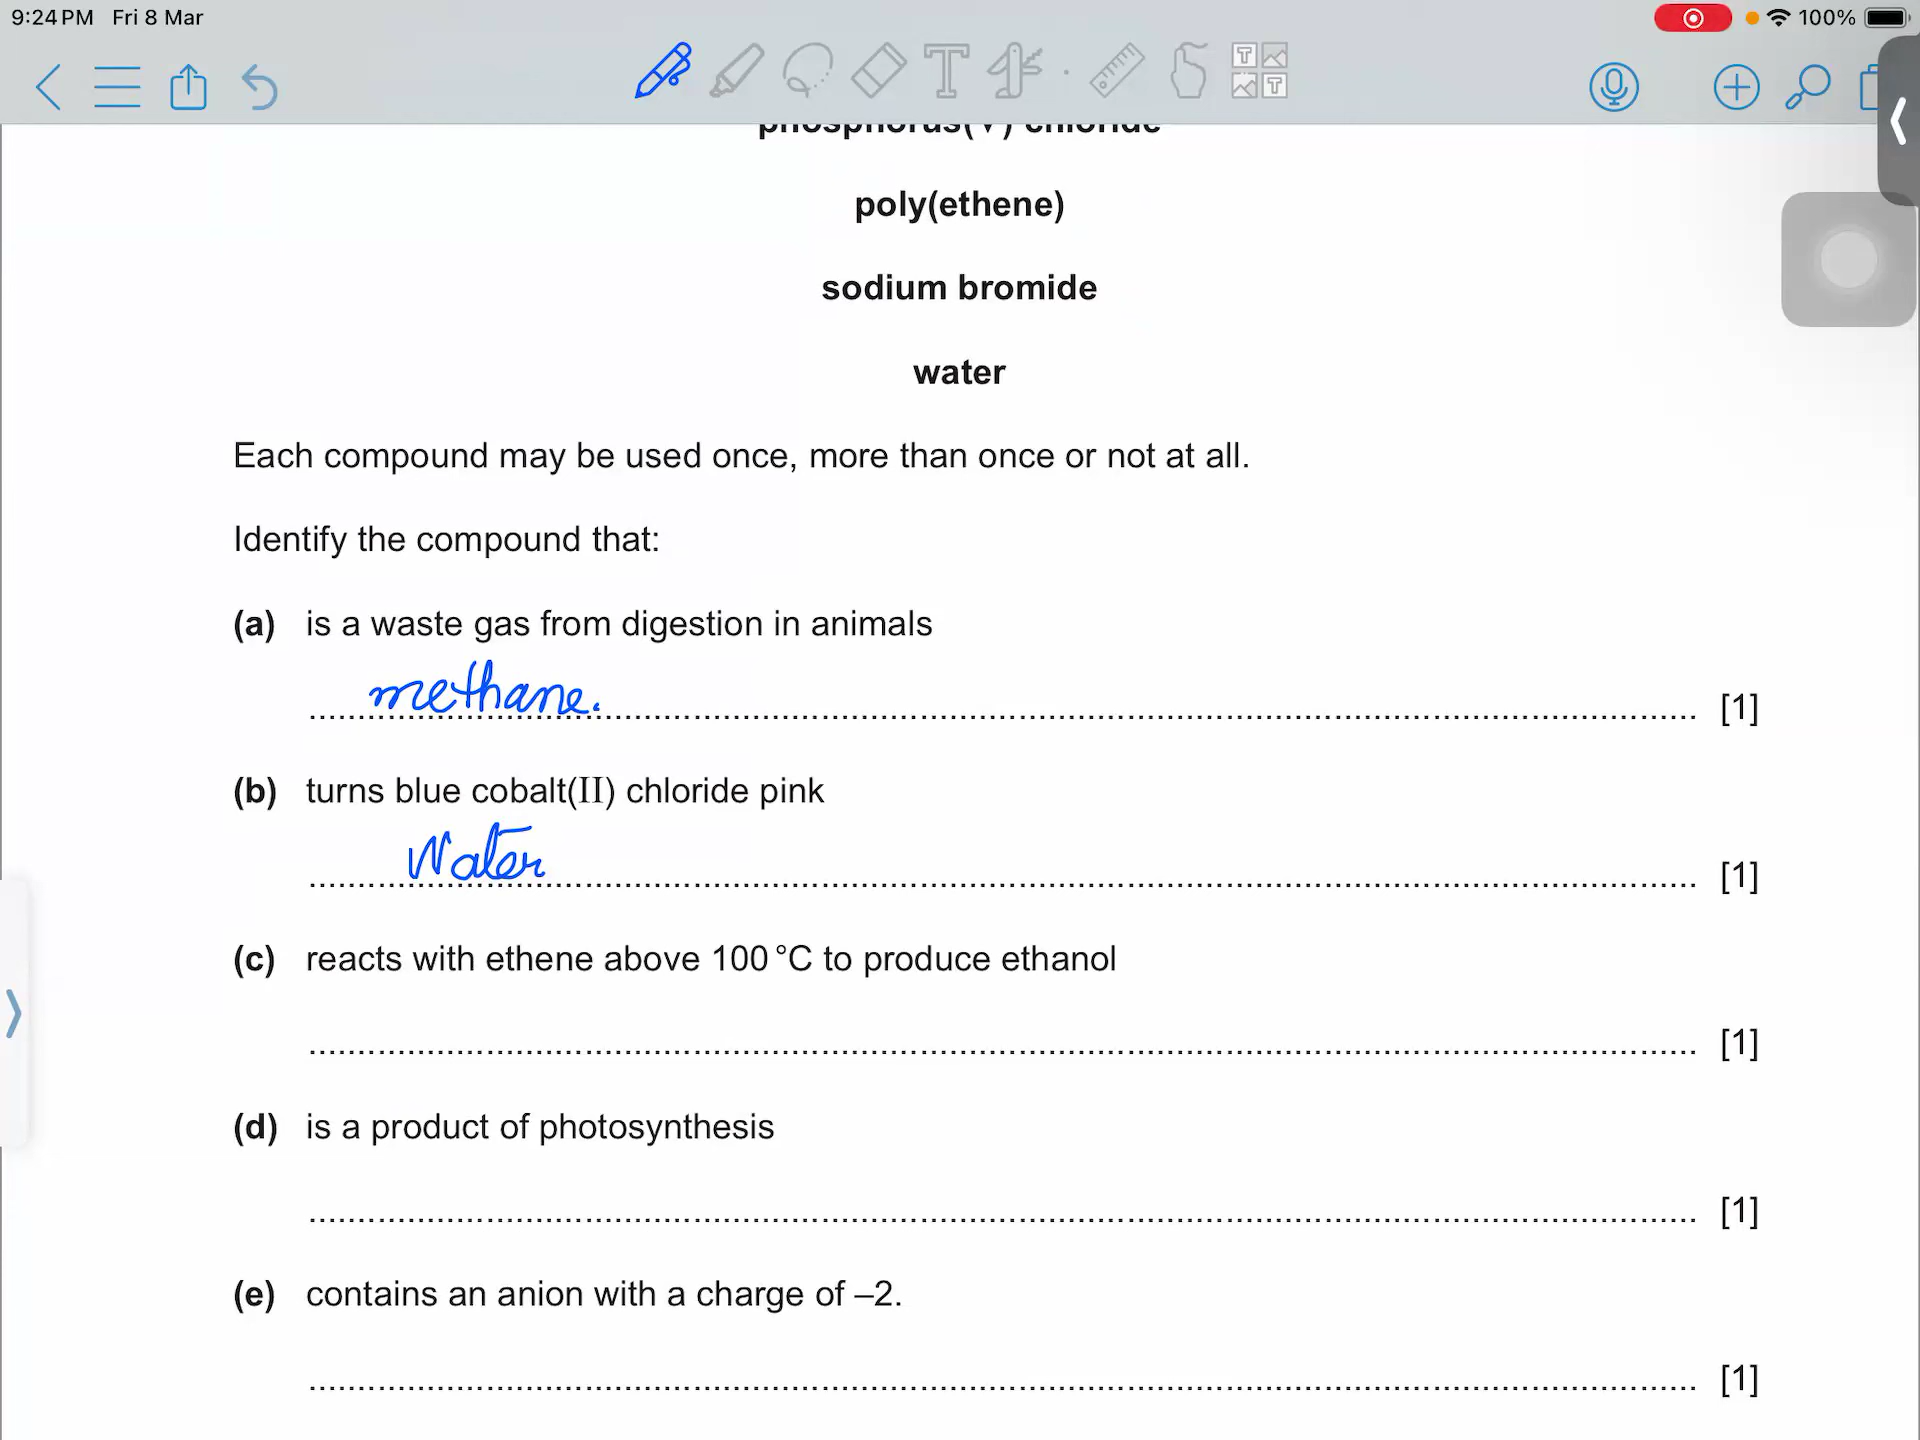 9:24 PM Fri 8 Mar
100%
phosphorus(V) chloride
poly(ethene)
sodium bromide
water
Each compound may be used once, more than once or not at all.
Identify the compound that:
(a) is a waste gas from digestion in animals
methane.
[1]
(b) turns blue cobalt(II) chloride pink
Water
[1]
(c) reacts with ethene above 100 °C to produce ethanol
[1]
(d) is a product of photosynthesis
[1]
(e) contains an anion with a charge of –2.
[1]